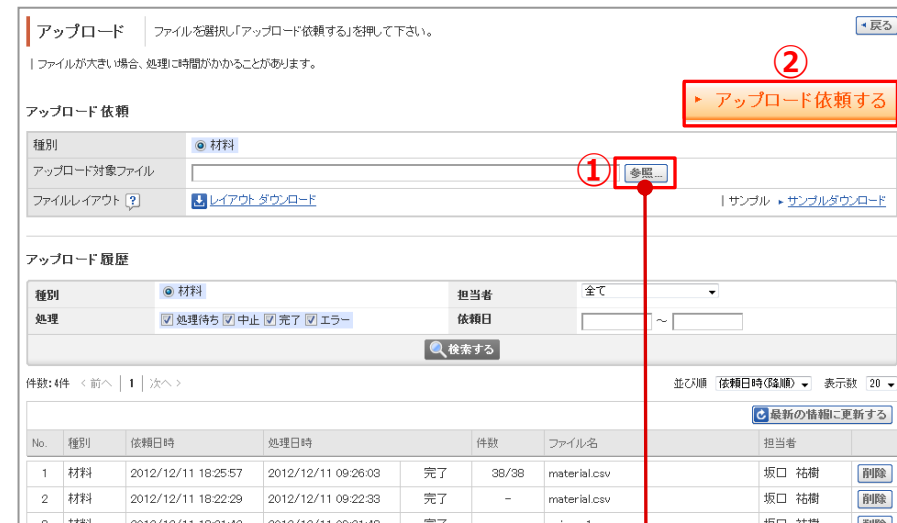 アップロード ファイルを選択し「アップロード依頼する」を押して下さい。 戻る
| ファイルが大きい場合、処理に時間がかかることがあります。
②
アップロード依頼する
アップロード依頼
種別 材料
アップロード対象ファイル ① 参照...
ファイルレイアウト ? レイアウトダウンロード | サンプル ▸ サンプルダウンロード
アップロード履歴
種別 材料 担当者 全て
処理 処理待ち 中止 完了 エラー 依頼日 ～
検索する
件数:4件 < 前へ | 1 | 次へ > 並び順 依頼日時(降順) 表示数 20
最新の情報に更新する
No. 種別 依頼日時 処理日時 件数 ファイル名 担当者
1 材料 2012/12/11 18:25:57 2012/12/11 09:26:03 完了 38/38 material.csv 坂口 祐樹 削除
2 材料 2012/12/11 18:22:29 2012/12/11 09:22:33 完了 - material.csv 坂口 祐樹 削除